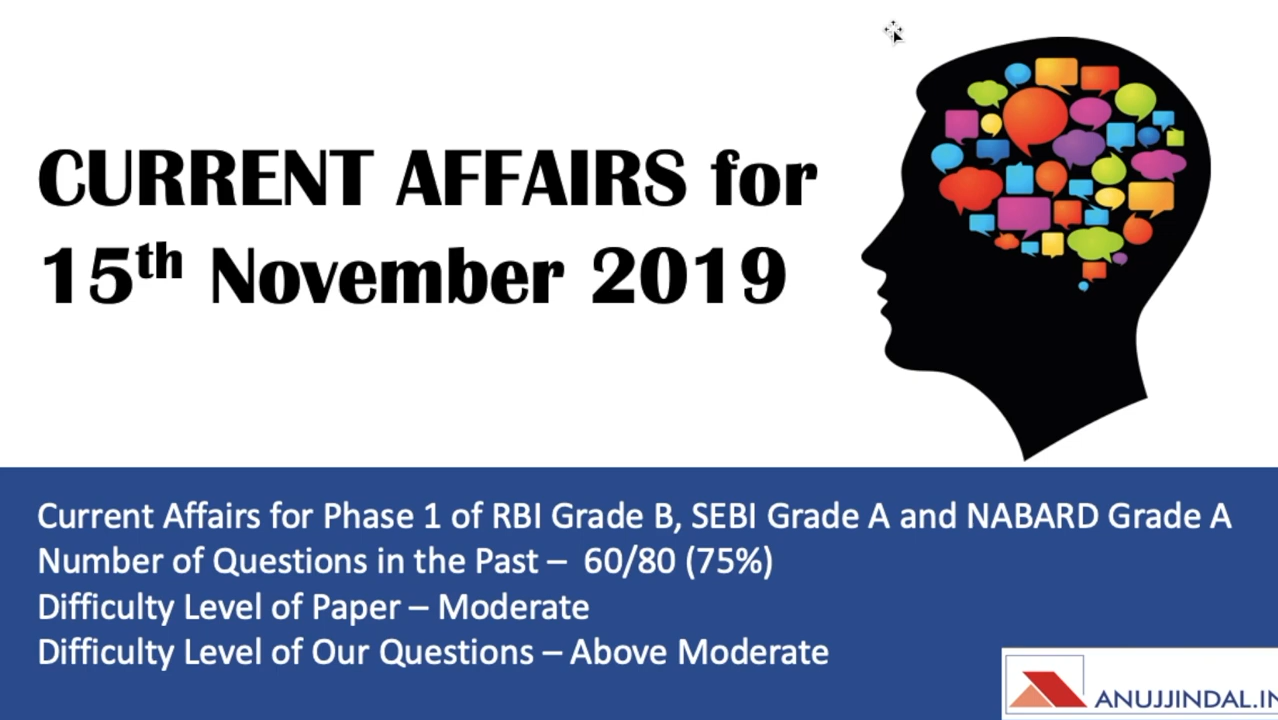 CURRENT AFFAIRS for
15th November 2019
Current Affairs for Phase 1 of RBI Grade B, SEBI Grade A and NABARD Grade A
Number of Questions in the Past – 60/80 (75%)
Difficulty Level of Paper – Moderate
Difficulty Level of Our Questions – Above Moderate
ANUJJINDAL.IN